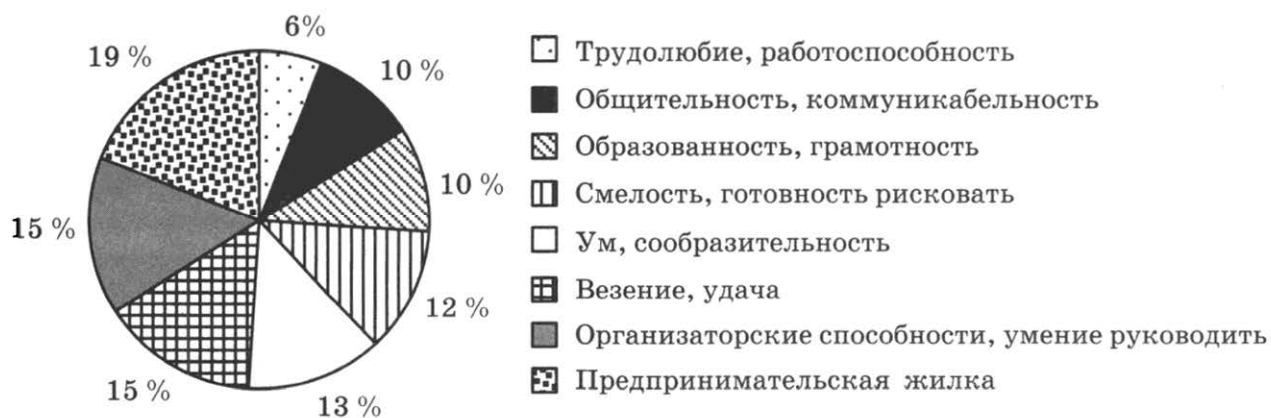 6%
10 %
10 %
12 %
13 %
15 %
15 %
19 %
Трудолюбие, работоспособность
Общительность, коммуникабельность
Образованность, грамотность
Смелость, готовность рисковать
Ум, сообразительность
Везение, удача
Организаторские способности, умение руководить
Предпринимательская жилка